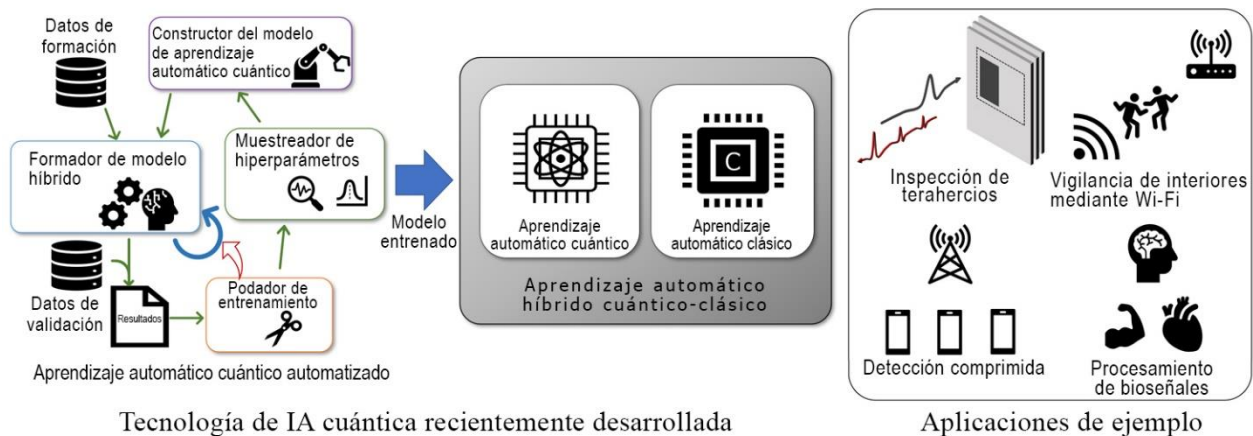 Datos de
formación
Constructor del modelo
de aprendizaje
automático cuántico
Formador de modelo
híbrido
Muestreador de
hiperparámetros
Datos de
validación
Resultados
Podador de
entrenamiento
Aprendizaje automático cuántico automatizado
Modelo
entrenado
Aprendizaje
automático cuántico
C
Aprendizaje
automático clásico
Aprendizaje automático
híbrido cuántico-clásico
Tecnología de IA cuántica recientemente desarrollada
Inspección de
terahercios
Vigilancia de interiores
mediante Wi-Fi
Detección comprimida
Procesamiento
de bioseñales
Aplicaciones de ejemplo